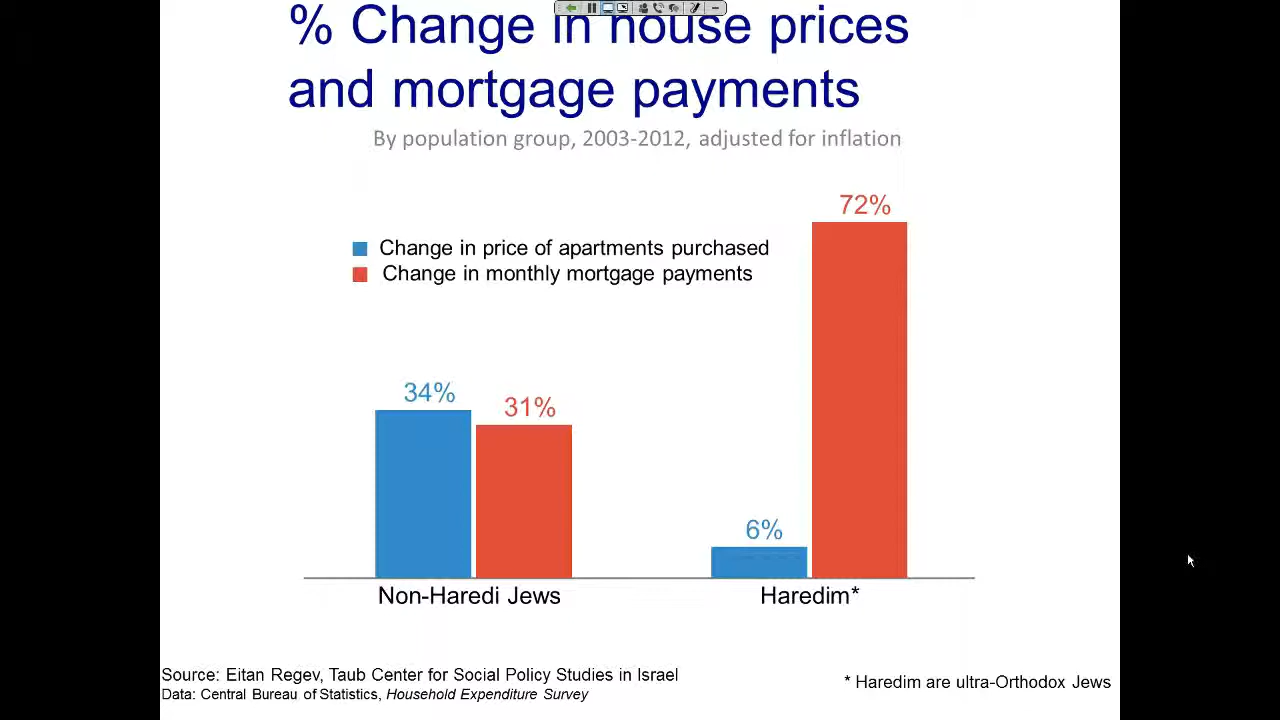 % Change in house prices
and mortgage payments
By population group, 2003-2012, adjusted for inflation
72%
Change in price of apartments purchased
Change in monthly mortgage payments
34%
31%
6%
Non-Haredi Jews
Haredim*
Source: Eitan Regev, Taub Center for Social Policy Studies in Israel
Data: Central Bureau of Statistics, Household Expenditure Survey
* Haredim are ultra-Orthodox Jews